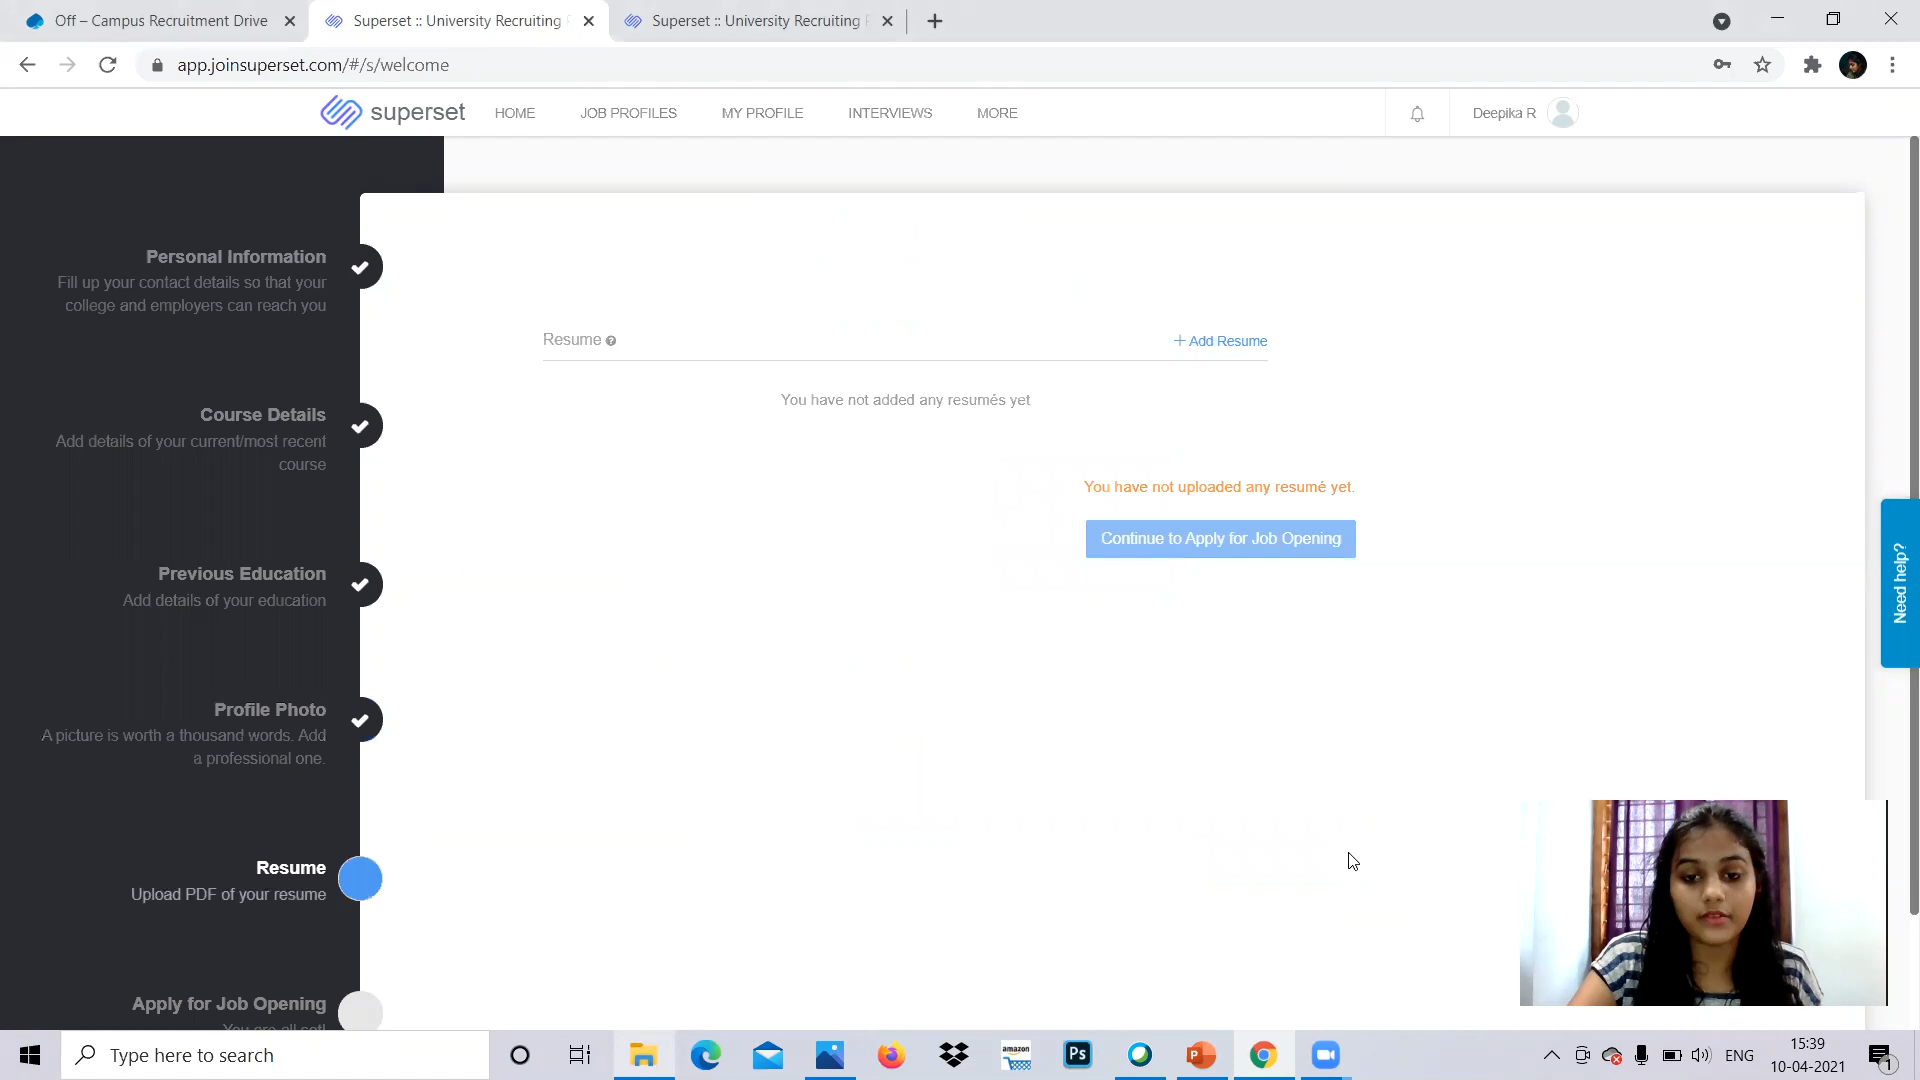 Off – Campus Recruitment Drive
Superset :: University Recruiting
Superset :: University Recruiting
app.joinsuperset.com/#/s/welcome
superset
HOME
JOB PROFILES
MY PROFILE
INTERVIEWS
MORE
Deepika R
Personal Information
Fill up your contact details so that your
college and employers can reach you
Course Details
Add details of your current/most recent
course
Previous Education
Add details of your education
Profile Photo
A picture is worth a thousand words. Add
a professional one.
Resume
Upload PDF of your resume
Apply for Job Opening
You are all set!
Resume
+ Add Resume
You have not added any resumés yet
You have not uploaded any resumé yet.
Continue to Apply for Job Opening
Need help?
Type here to search
amazon
Ps
ENG
15:39
10-04-2021
1